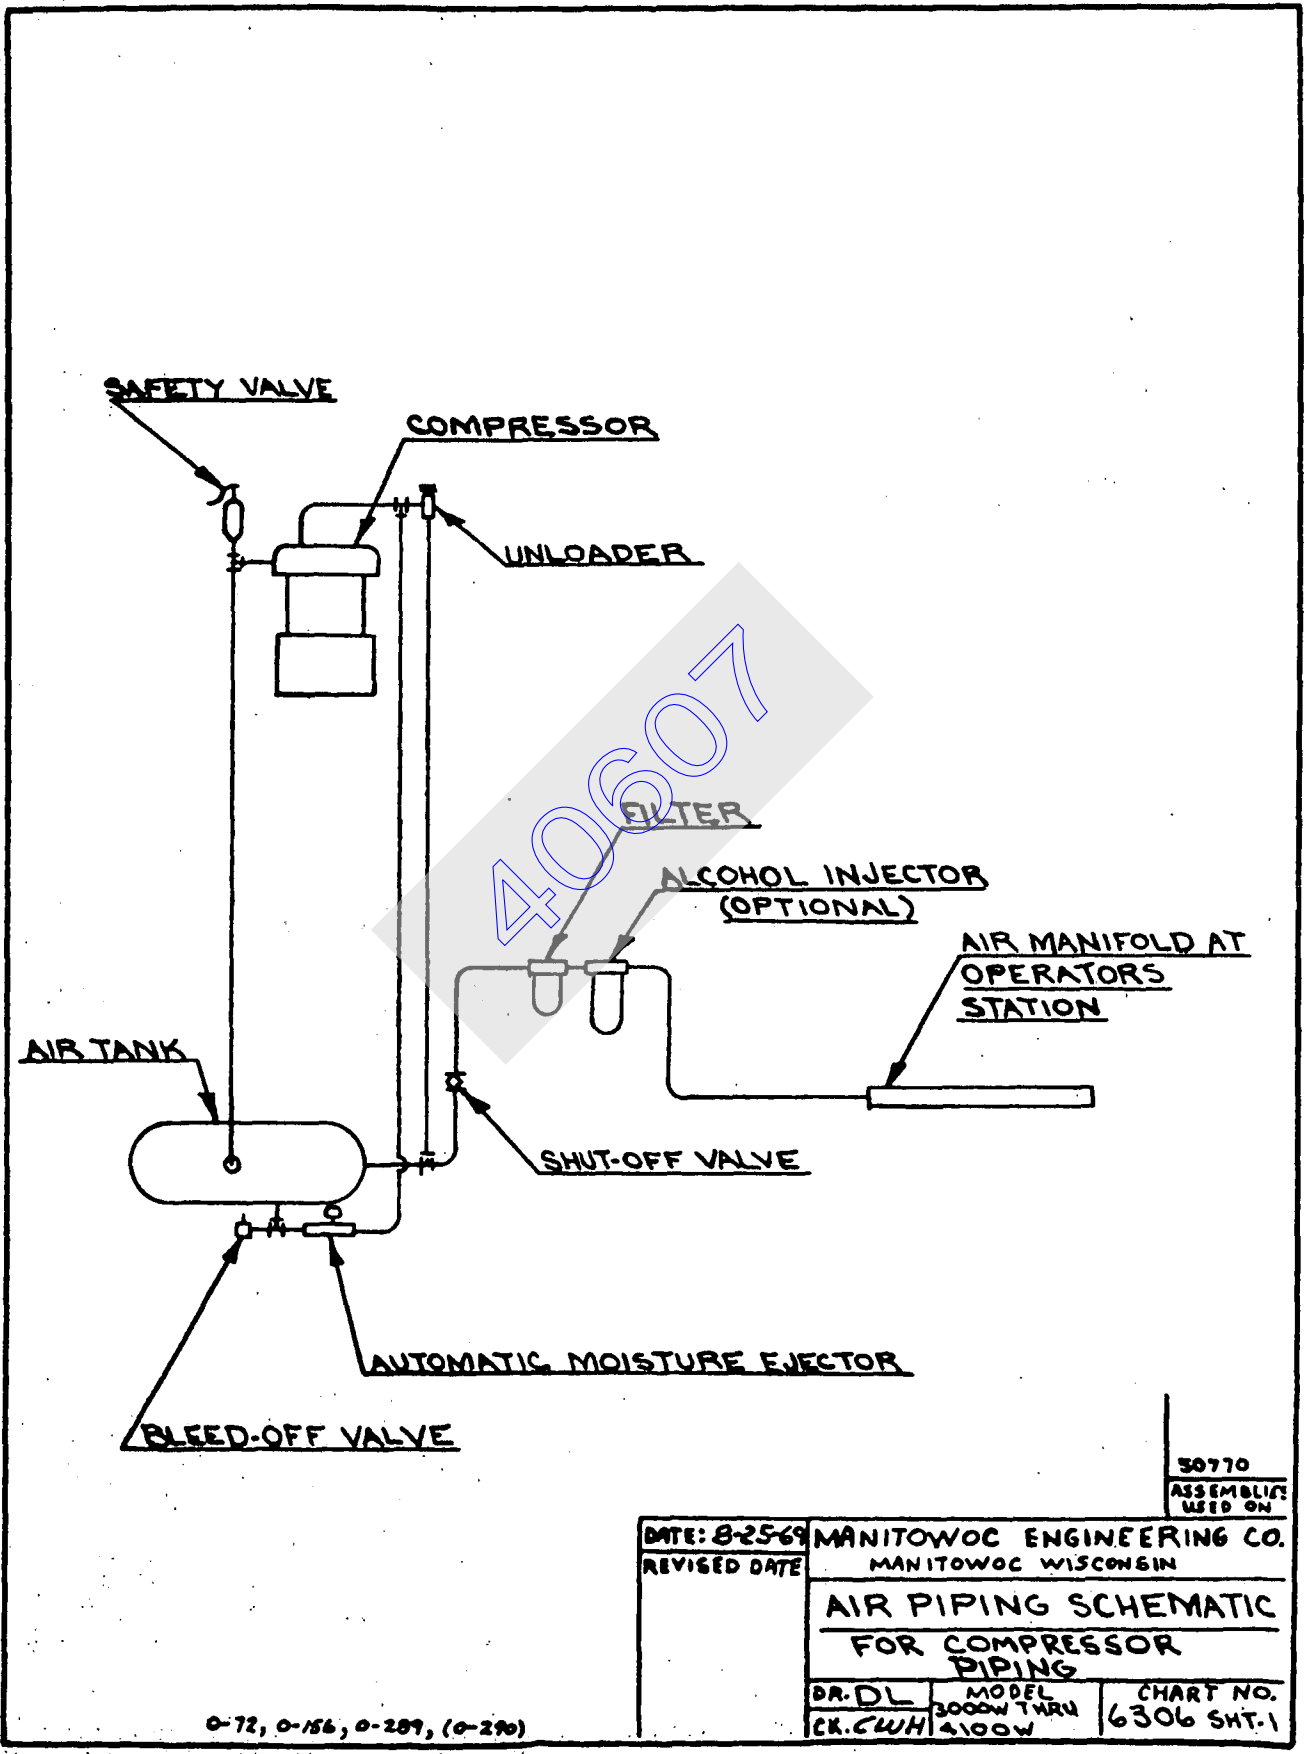 SAFETY VALVE
COMPRESSOR
UNLOADER
40607
FILTER
ALCOHOL INJECTOR
(OPTIONAL)
AIR MANIFOLD AT
OPERATORS
STATION
AIR TANK
SHUT-OFF VALVE
AUTOMATIC MOISTURE EJECTOR
BLEED-OFF VALVE
30770
ASSEMBLIES
USED ON
DATE: 8-25-69
REVISED DATE
MANITOWOC ENGINEERING CO.
MANITOWOC WISCONSIN
AIR PIPING SCHEMATIC
FOR COMPRESSOR
PIPING
DR. DL
CK. CWH
MODEL
3000W THRU
4100W
CHART NO.
6306 SHT-1
0-72, 0-156, 0-289, (0-290)